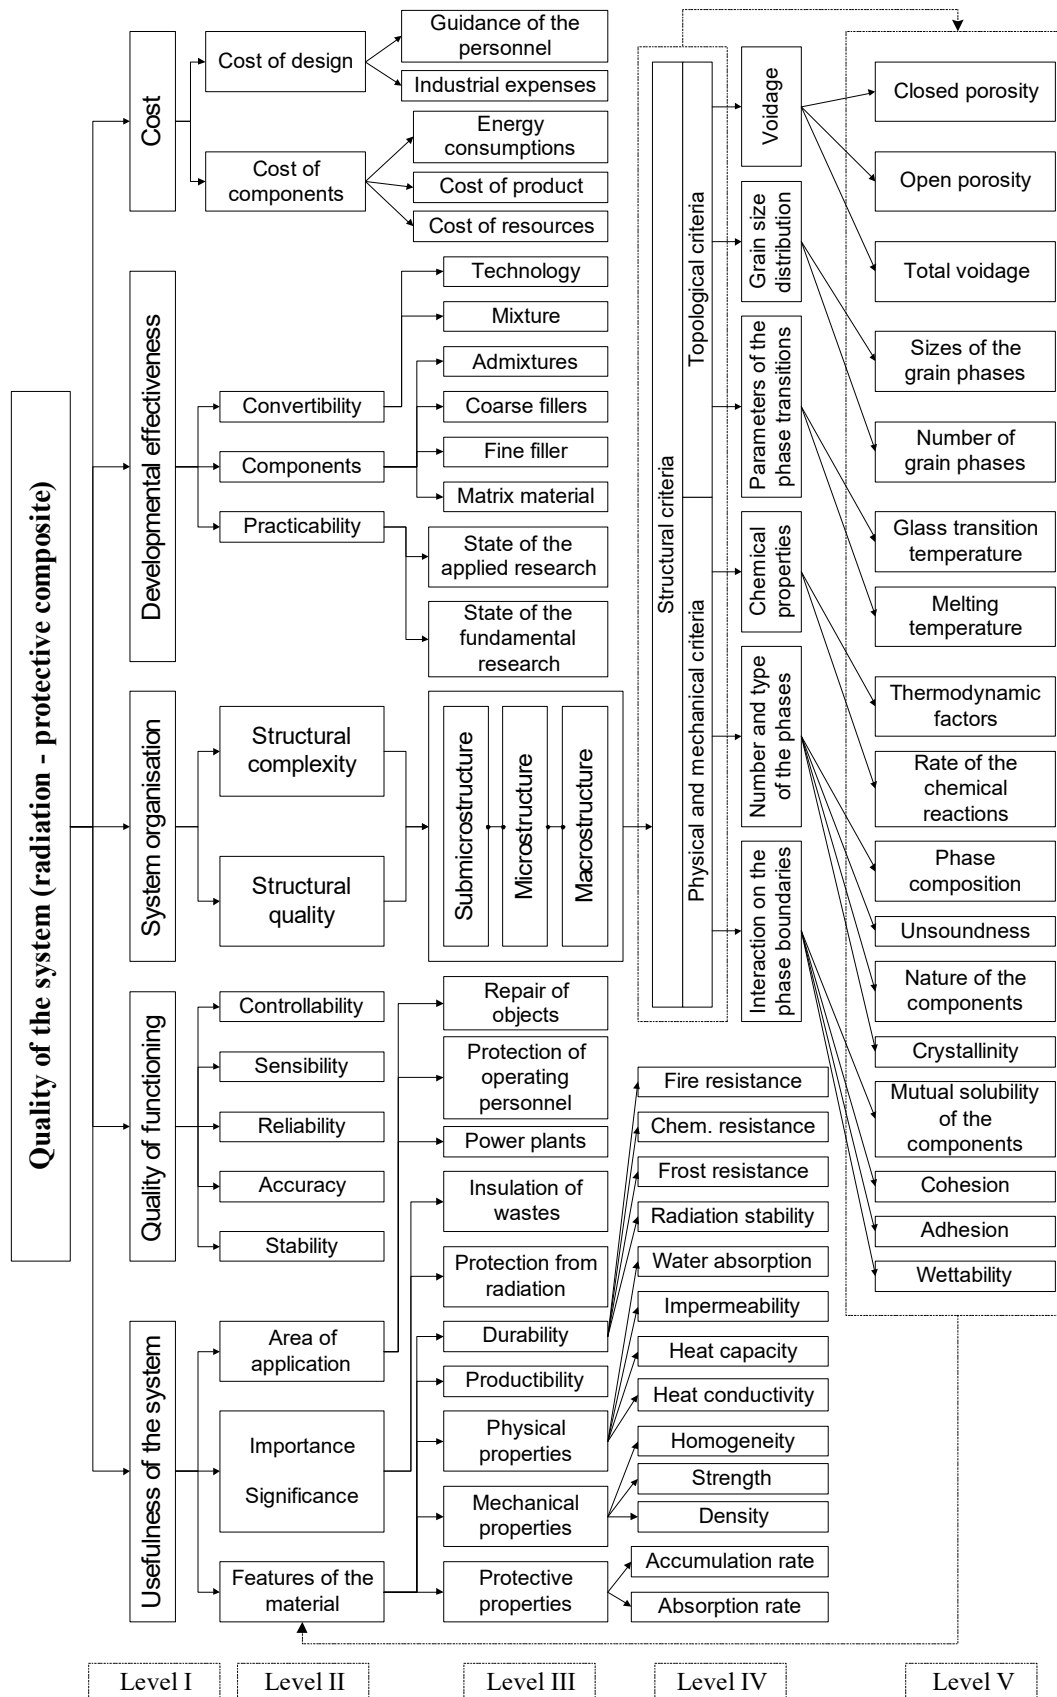 Quality of the system (radiation - protective composite)
Cost
Developmental effectiveness
System organisation
Quality of functioning
Usefulness of the system
Cost of design
Cost of
components
Convertibility
Components
Practicability
Structural
complexity
Structural
quality
Controllability
Sensibility
Reliability
Accuracy
Stability
Area of
application
Importance
Significance
Features of the
material
Guidance of the
personnel
Industrial expenses
Energy
consumptions
Cost of product
Cost of resources
Technology
Mixture
Admixtures
Coarse fillers
Fine filler
Matrix material
State of the
applied research
State of the
fundamental
research
Submicrostructure
Microstructure
Macrostructure
Repair of
objects
Protection of
operating
personnel
Power plants
Insulation of
wastes
Protection from
radiation
Durability
Productibility
Physical
properties
Mechanical
properties
Protective
properties
Structural criteria
Topological criteria
Physical and mechanical criteria
Voidage
Grain size
distribution
Parameters of the
phase transitions
Chemical
properties
Number and type
of the phases
Interaction on the
phase boundaries
Fire resistance
Chem. resistance
Frost resistance
Radiation stability
Water absorption
Impermeability
Heat capacity
Heat conductivity
Homogeneity
Strength
Density
Accumulation rate
Absorption rate
Closed porosity
Open porosity
Total voidage
Sizes of the
grain phases
Number of
grain phases
Glass transition
temperature
Melting
temperature
Thermodynamic
factors
Rate of the
chemical
reactions
Phase
composition
Unsoundness
Nature of the
components
Crystallinity
Mutual solubility
of the
components
Cohesion
Adhesion
Wettability
Level I
Level II
Level III
Level IV
Level V